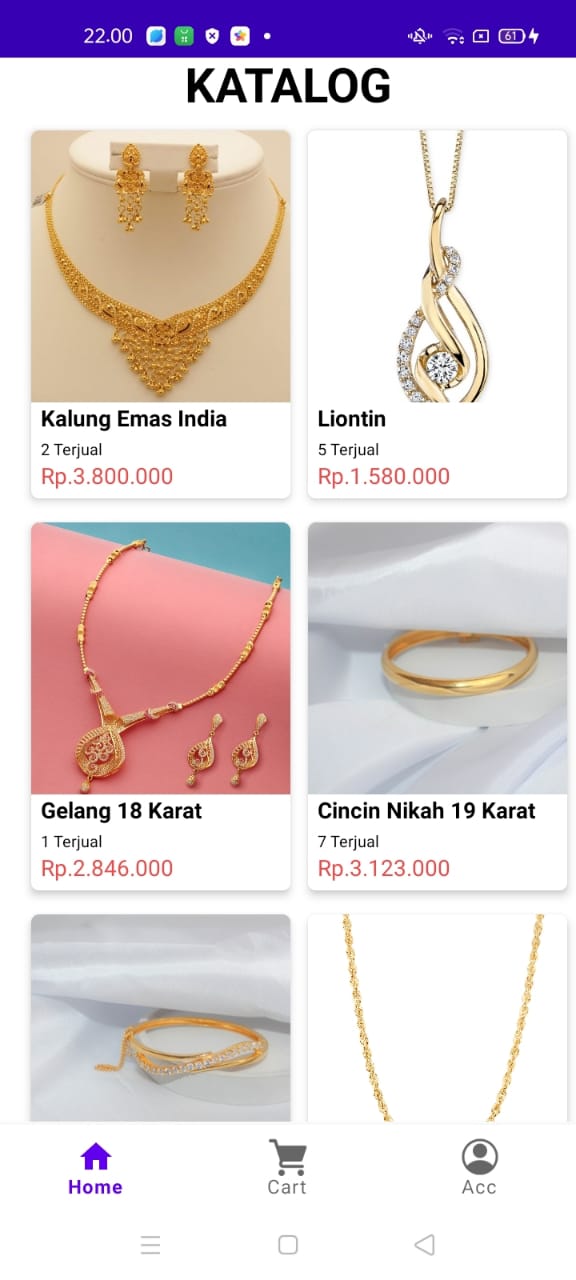 22.00
61
KATALOG
Kalung Emas India
2 Terjual
Rp.3.800.000
Liontin
5 Terjual
Rp.1.580.000
Gelang 18 Karat
1 Terjual
Rp.2.846.000
Cincin Nikah 19 Karat
7 Terjual
Rp.3.123.000
Home
Cart
Acc